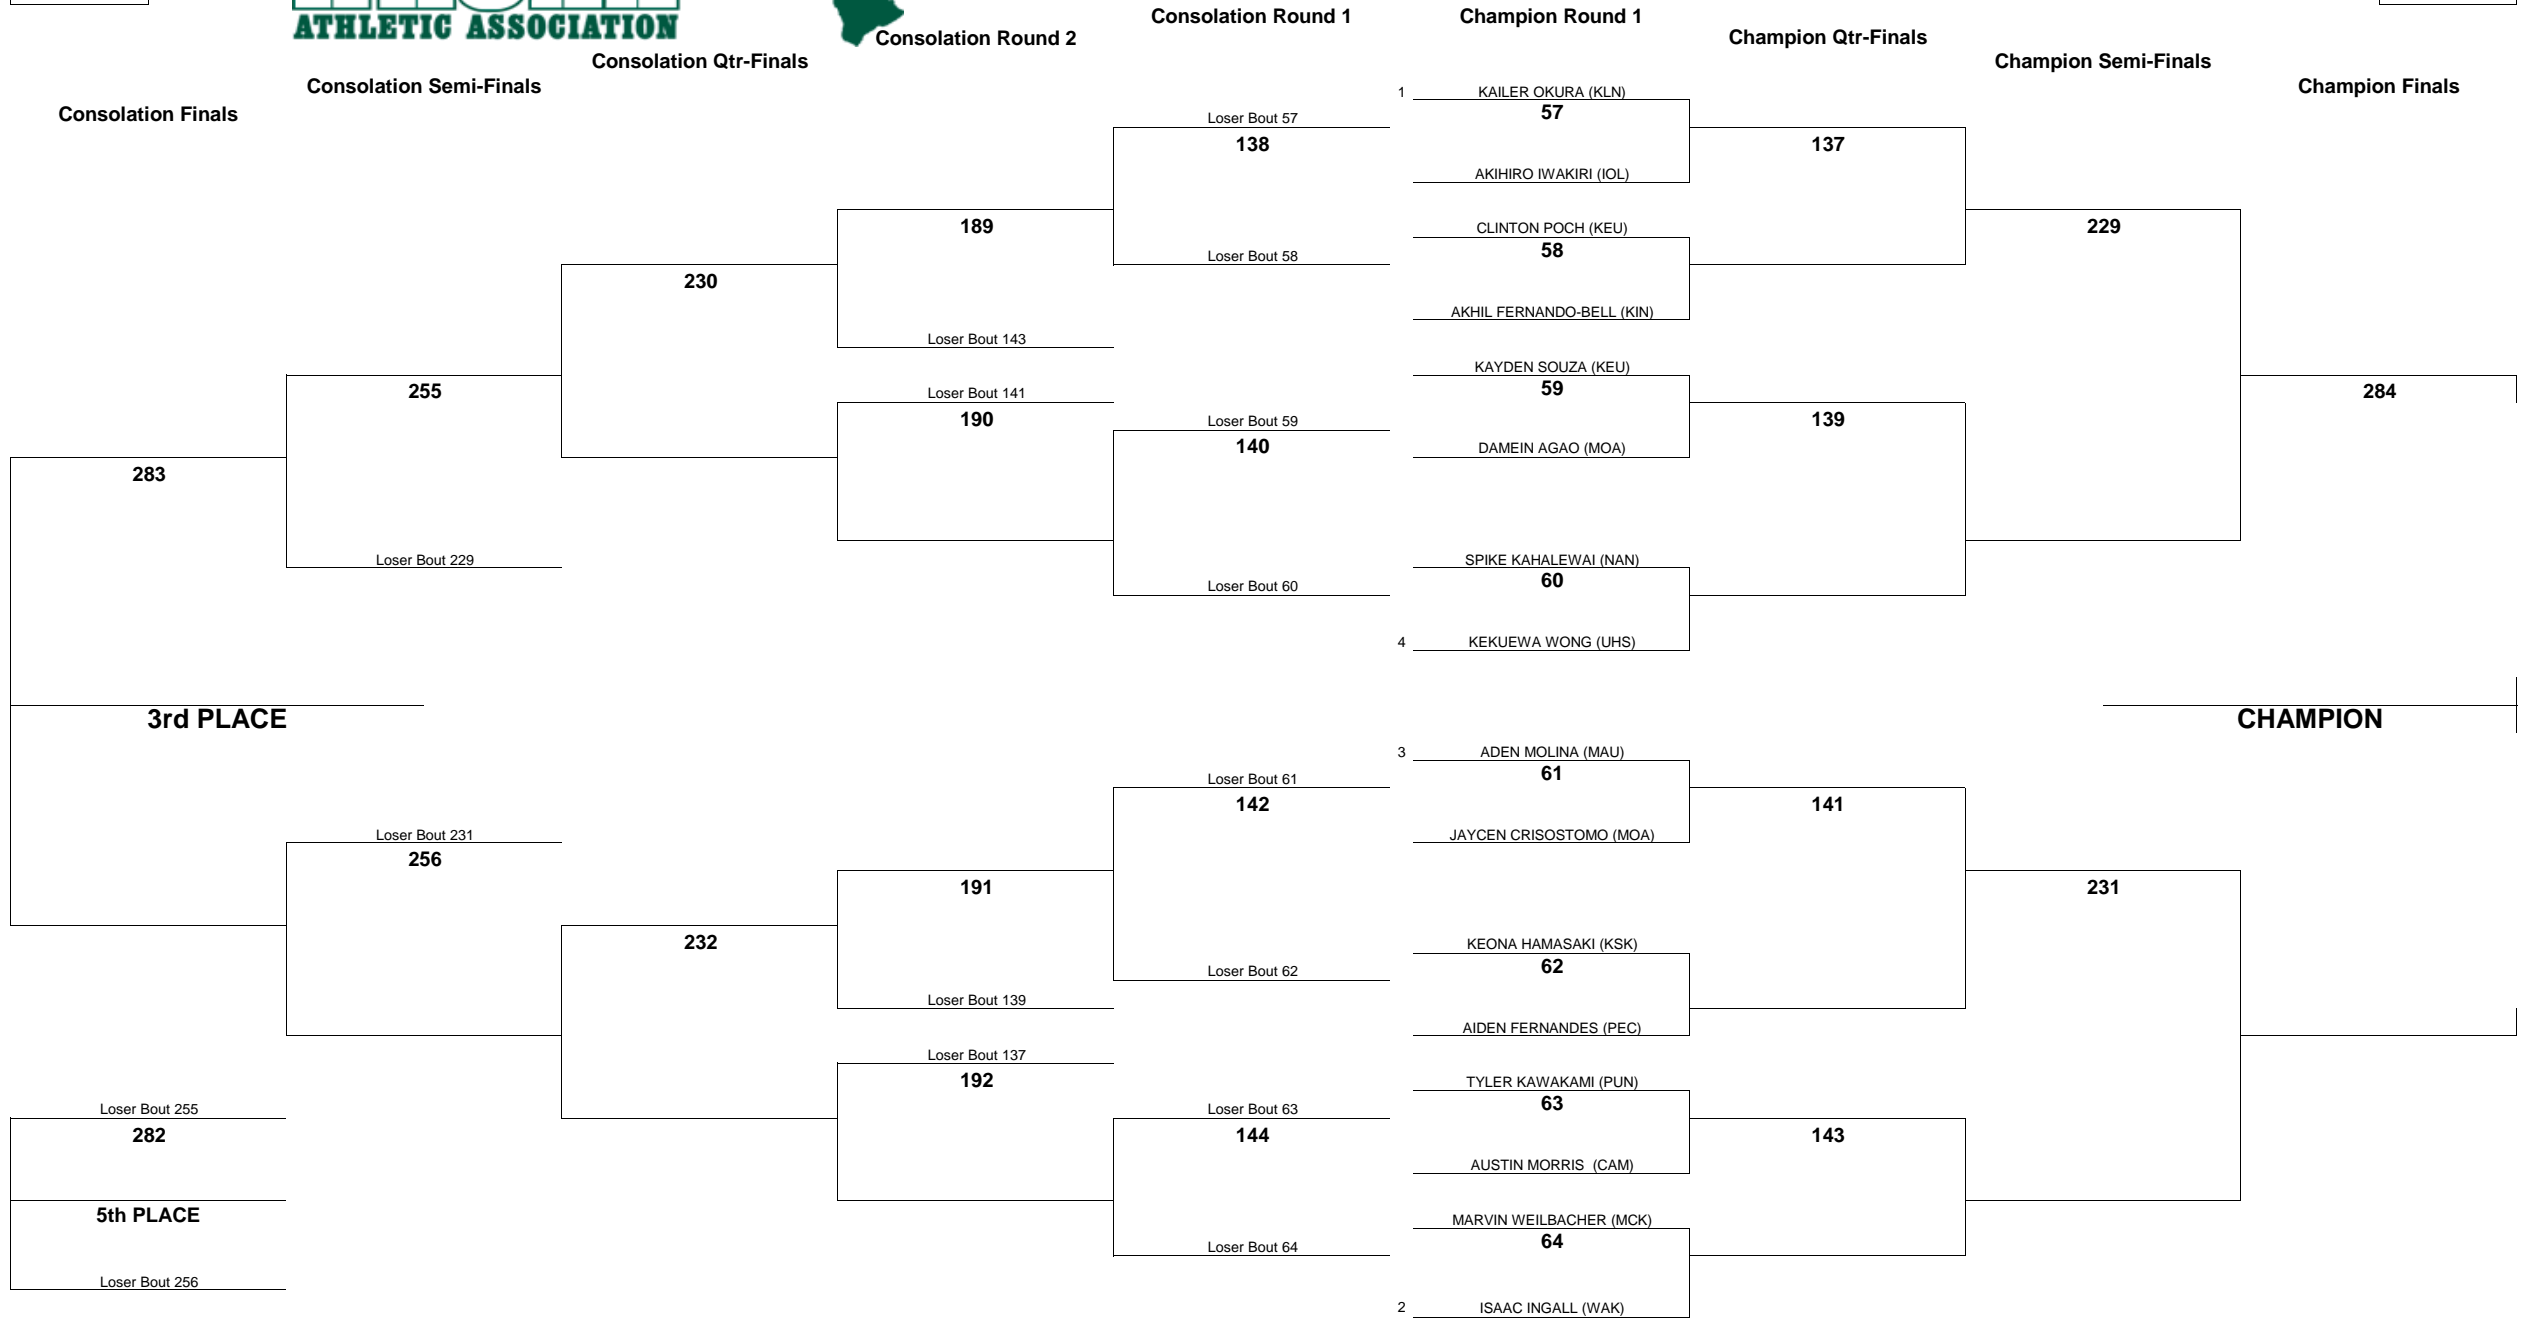 ATHLETIC ASSOCIATION
Consolation Round 1
Champion Round 1
Consolation Round 2
Champion Qtr-Finals
Consolation Qtr-Finals
Champion Semi-Finals
Consolation Semi-Finals
Champion Finals
Consolation Finals
1 KAILER OKURA (KLN)
57
Loser Bout 57
138
137
AKIHIRO IWAKIRI (IOL)
189
CLINTON POCH (KEU)
229
58
Loser Bout 58
230
AKHIL FERNANDO-BELL (KIN)
Loser Bout 143
KAYDEN SOUZA (KEU)
59
255
Loser Bout 141
284
190
Loser Bout 59
139
140
DAMEIN AGAO (MOA)
283
Loser Bout 229
SPIKE KAHALEWAI (NAN)
60
Loser Bout 60
4 KEKUEWA WONG (UHS)
3rd PLACE
CHAMPION
3 ADEN MOLINA (MAU)
61
Loser Bout 61
142
141
Loser Bout 231
JAYCEN CRISOSTOMO (MOA)
256
191
231
232
KEONA HAMASAKI (KSK)
62
Loser Bout 62
Loser Bout 139
AIDEN FERNANDES (PEC)
Loser Bout 137
192
TYLER KAWAKAMI (PUN)
63
Loser Bout 255
Loser Bout 63
282
144
143
AUSTIN MORRIS (CAM)
5th PLACE
MARVIN WEILBACHER (MCK)
64
Loser Bout 64
Loser Bout 256
2 ISAAC INGALL (WAK)